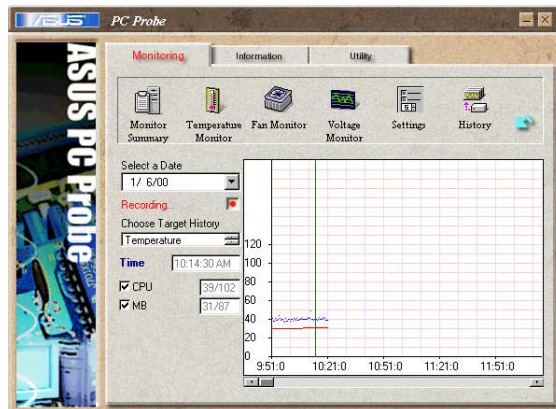 ASUS PC Probe
Monitoring Information Utility
Monitor Summary
Temperature Monitor
Fan Monitor
Voltage Monitor
Settings
History
ASUS PC Probe
Select a Date
1/ 6/00
Recording...
Choose Target History
Temperature
Time 10:14:30 AM
CPU 39/102
MB 31/87
120
100
80
60
40
20
0
9:51:0 10:21:0 10:51:0 11:21:0 11:51:0